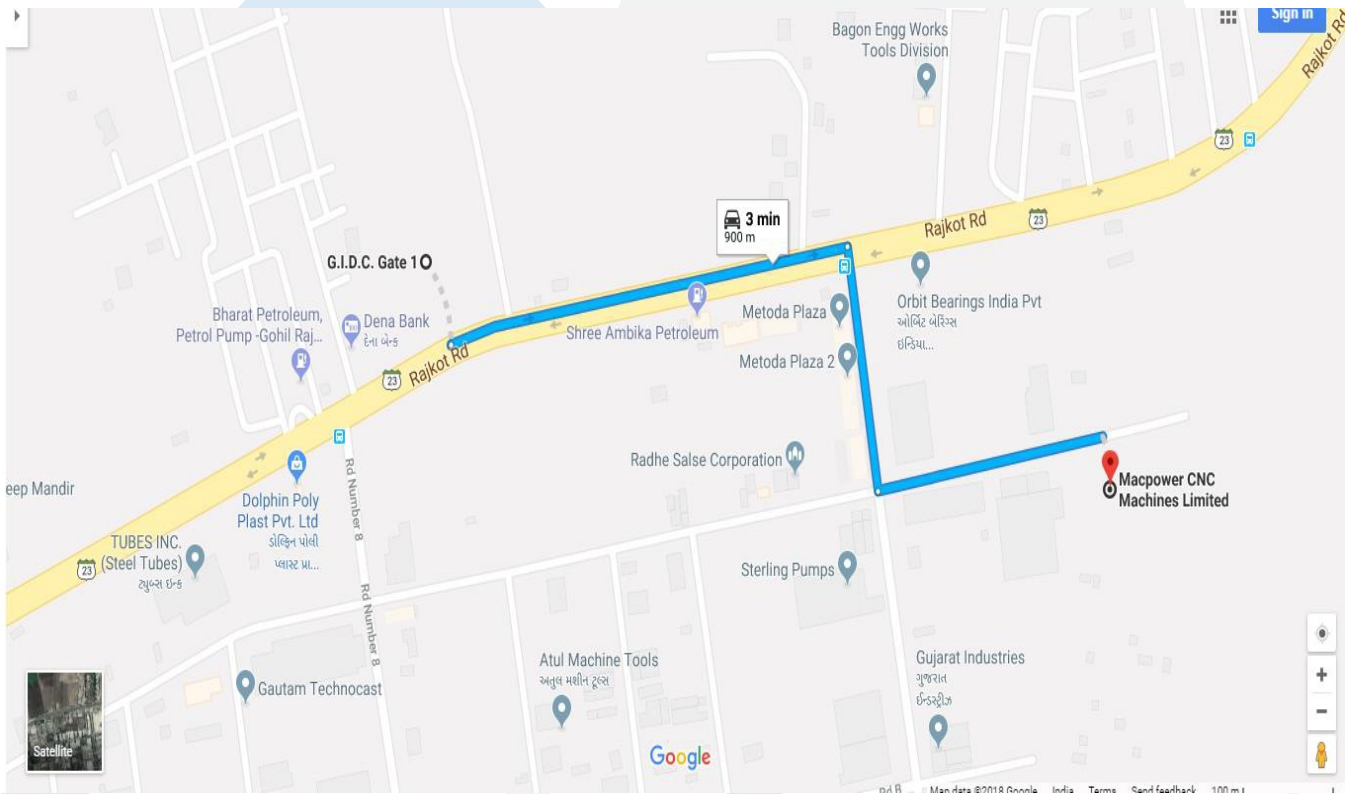 Sign in
Bagon Engg Works
Tools Division
Rajkot Rd
23
3 min
900 m
Rajkot Rd
23
G.I.D.C. Gate 1
Bharat Petroleum,
Petrol Pump -Gohil Raj...
Dena Bank
દેના બેન્ક
Shree Ambika Petroleum
Metoda Plaza
Orbit Bearings India Pvt
ઓર્બિટ બેરિંગ્સ
ઇન્ડિયા...
Metoda Plaza 2
23
Rajkot Rd
Radhe Salse Corporation
Macpower CNC
Machines Limited
eep Mandir
Dolphin Poly
Plast Pvt. Ltd
ડોલ્ફિન પોલી
પ્લાસ્ટ પ્રા...
Rd Number 8
TUBES INC.
(Steel Tubes)
ટ્યુબ્સ ઇન્ક
23
Sterling Pumps
Rd Number 8
Atul Machine Tools
અતુલ મશીન ટૂલ્સ
Gujarat Industries
ગુજરાત
ઈન્ડસ્ટ્રીઝ
Gautam Technocast
Satellite
Google
Map data ©2018 Google India Terms Send feedback 100 m